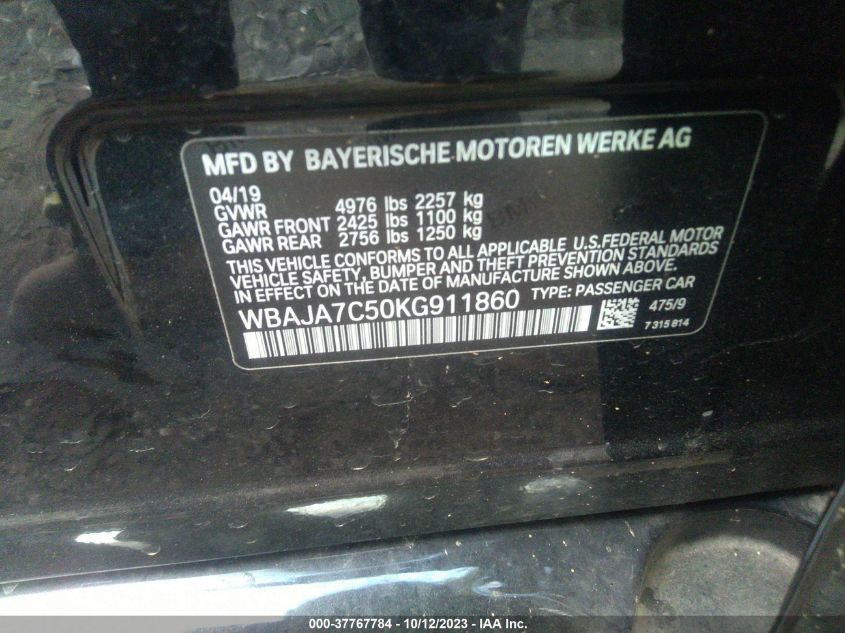 MFD BY BAYERISCHE MOTOREN WERKE AG
04/19
GVWR 4976 lbs 2257 kg
GAWR FRONT 2425 lbs 1100 kg
GAWR REAR 2756 lbs 1250 kg
THIS VEHICLE CONFORMS TO ALL APPLICABLE U.S.FEDERAL MOTOR
VEHICLE SAFETY, BUMPER AND THEFT PREVENTION STANDARDS
IN EFFECT ON THE DATE OF MANUFACTURE SHOWN ABOVE.
WBAJA7C50KG911860 TYPE: PASSENGER CAR
475/9
7 315 814
000-37767784 - 10/12/2023 - IAA Inc.